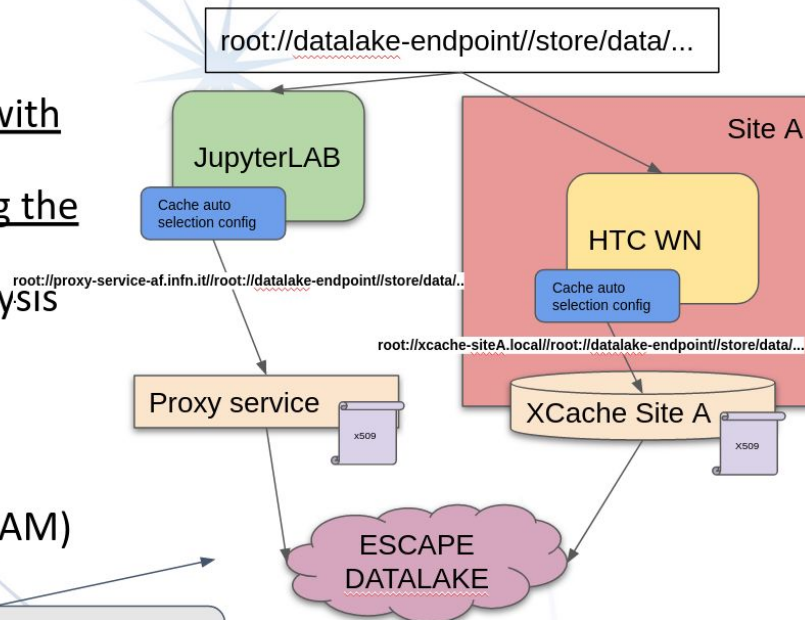 root://datalake-endpoint//store/data/...
with
JupyterLAB
Site A
Cache auto
selection config
g the
HTC WN
root://proxy-service-af.infn.it//root://datalake-endpoint//store/data/..
ysis
Cache auto
selection config
root://xcache-siteA.local//root://datalake-endpoint//store/data/...
Proxy service
x509
XCache Site A
X509
AM)
ESCAPE
DATALAKE